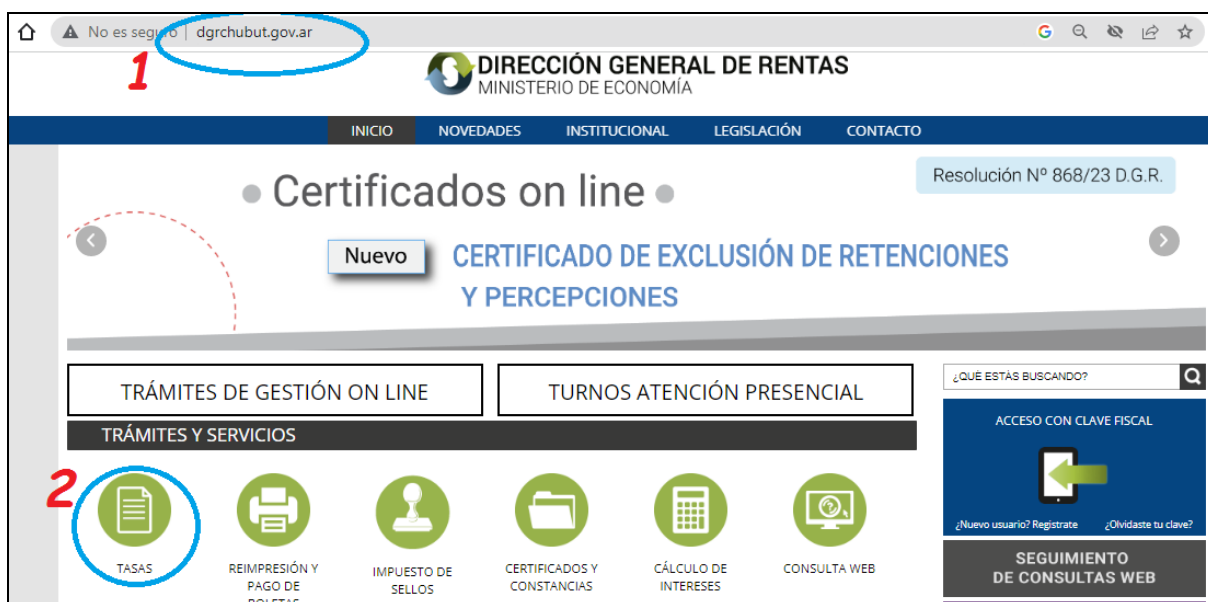 No es seguro | dgrchubut.gov.ar
1
DIRECCIÓN GENERAL DE RENTAS
MINISTERIO DE ECONOMÍA
INICIO NOVEDADES INSTITUCIONAL LEGISLACIÓN CONTACTO
Certificados on line
Resolución Nº 868/23 D.G.R.
Nuevo
CERTIFICADO DE EXCLUSIÓN DE RETENCIONES
Y PERCEPCIONES
TRÁMITES DE GESTIÓN ON LINE
TURNOS ATENCIÓN PRESENCIAL
¿QUÉ ESTÁS BUSCANDO?
TRÁMITES Y SERVICIOS
ACCESO CON CLAVE FISCAL
2
¿Nuevo usuario? Registrate ¿Olvidaste tu clave?
TASAS
REIMPRESIÓN Y
PAGO DE
BOLETAS
IMPUESTO DE
SELLOS
CERTIFICADOS Y
CONSTANCIAS
CÁLCULO DE
INTERESES
CONSULTA WEB
SEGUIMIENTO
DE CONSULTAS WEB